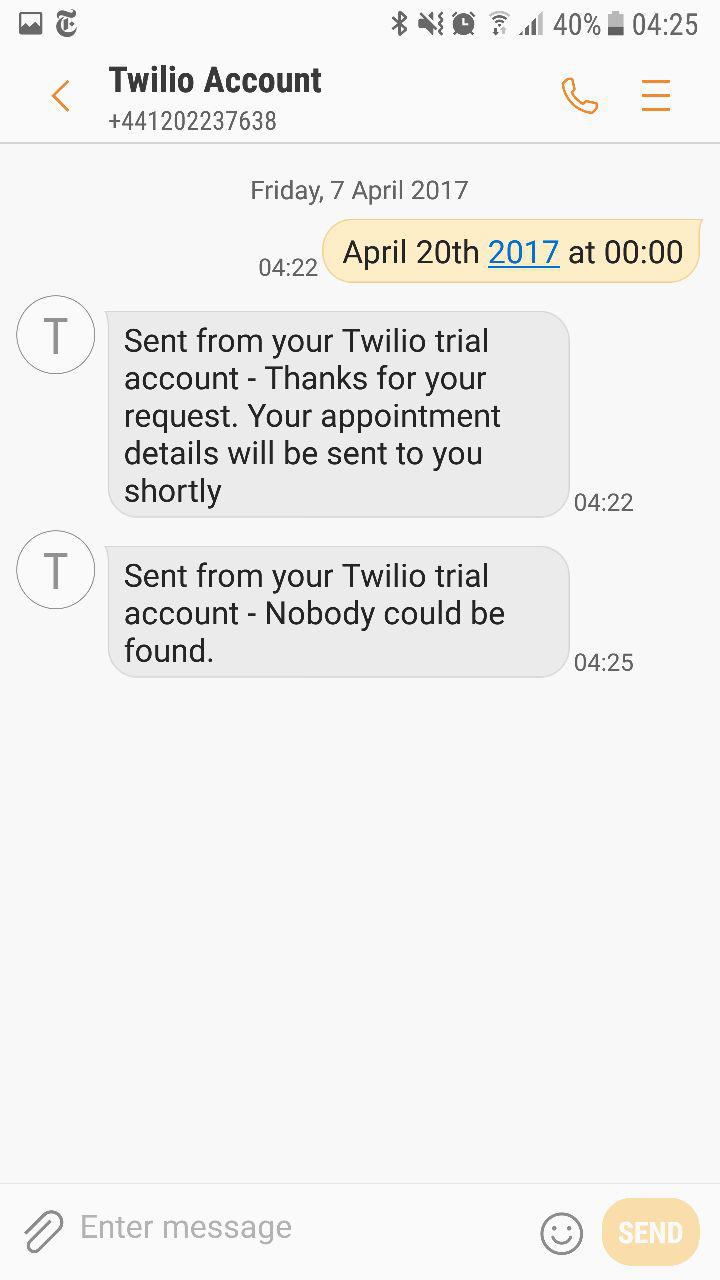 40% 04:25
Twilio Account
+441202237638
Friday, 7 April 2017
April 20th 2017 at 00:00
04:22
T
Sent from your Twilio trial
account - Thanks for your
request. Your appointment
details will be sent to you
shortly
04:22
T
Sent from your Twilio trial
account - Nobody could be
found.
04:25
Enter message
SEND